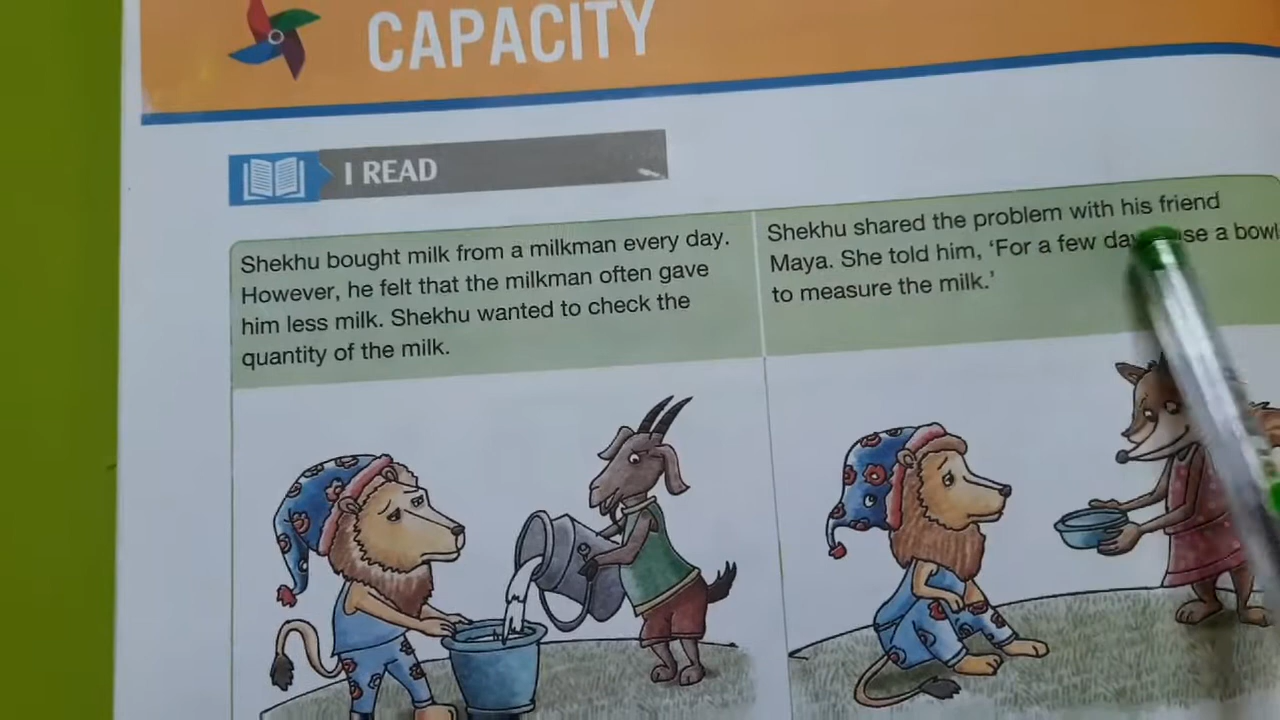 CAPACITY
I READ
Shekhu bought milk from a milkman every day.
However, he felt that the milkman often gave
him less milk. Shekhu wanted to check the
quantity of the milk.
Shekhu shared the problem with his friend
Maya. She told him, ‘For a few use a bowl
to measure the milk.’